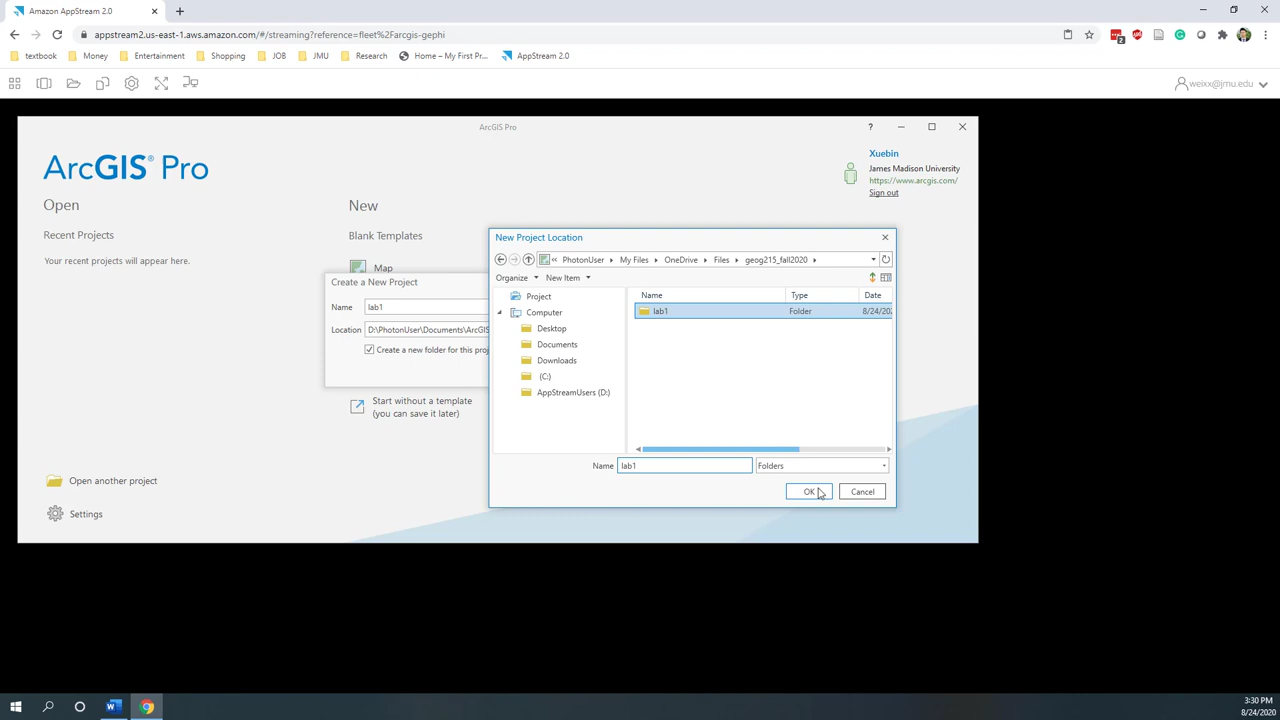 Amazon AppStream 2.0
appstream2.us-east-1.aws.amazon.com/#/streaming?reference=fleet%2Farcgis-gephi
2
textbook Money Entertainment Shopping JOB JMU Research Home – My First Pr... AppStream 2.0
weixx@jmu.edu
ArcGIS Pro
?
ArcGIS® Pro
Xuebin
James Madison University
https://www.arcgis.com/
Sign out
Open
Recent Projects
Your recent projects will appear here.
New
Blank Templates
Map
Create a New Project
Name lab1
Location D:\PhotonUser\Documents\ArcGIS
Create a new folder for this proj
Start without a template
(you can save it later)
Open another project
Settings
New Project Location
PhotonUser My Files OneDrive Files geog215_fall2020
Organize New Item
Project
Computer
Desktop
Documents
Downloads
(C:)
AppStreamUsers (D:)
Name Type Date
lab1 Folder 8/24/20
Name lab1 Folders
OK Cancel
3:30 PM
8/24/2020